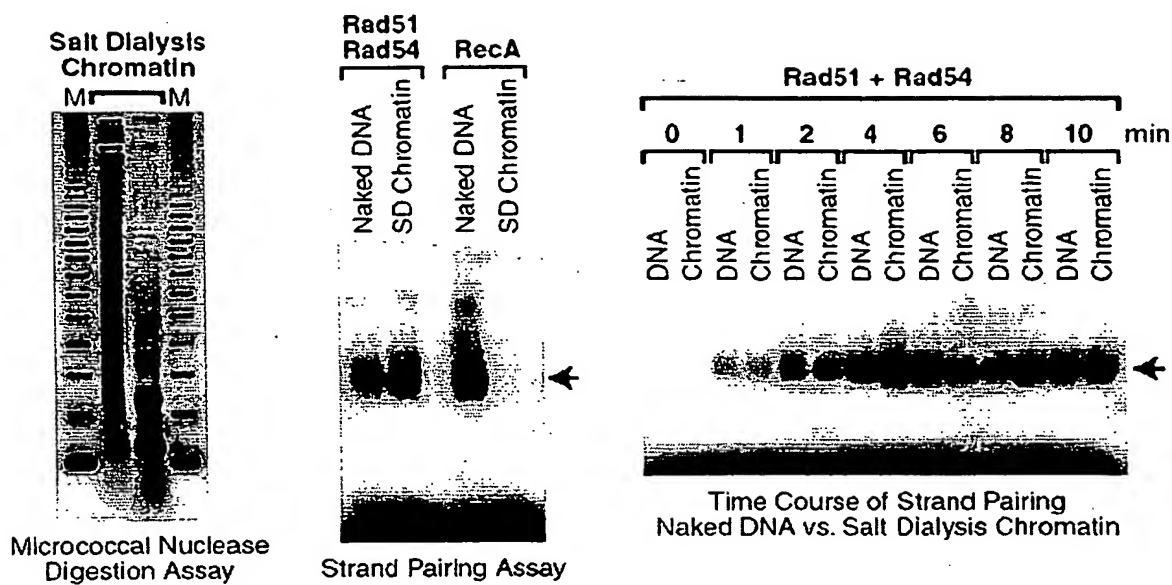 Salt Dialysis
Chromatin
M M
Micrococcal Nuclease
Digestion Assay
Rad51
Rad54 RecA
Naked DNA
SD Chromatin
Naked DNA
SD Chromatin
Strand Pairing Assay
Rad51 + Rad54
0 1 2 4 6 8 10 min
DNA
Chromatin
DNA
Chromatin
DNA
Chromatin
DNA
Chromatin
DNA
Chromatin
DNA
Chromatin
DNA
Chromatin
Time Course of Strand Pairing
Naked DNA vs. Salt Dialysis Chromatin